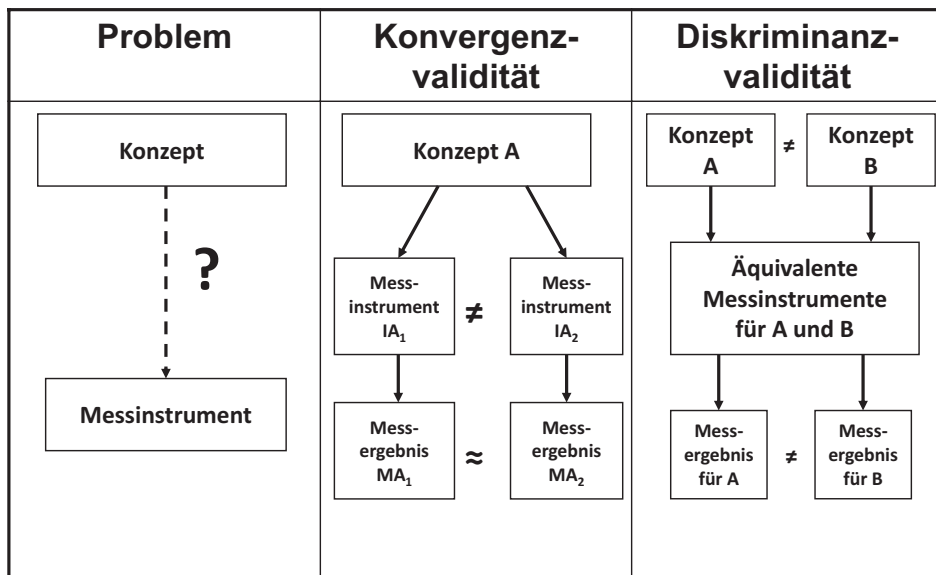 Problem
Konzept
?
Messinstrument
Konvergenz-
validität
Konzept A
Mess-
instrument
IA₁
≠
Mess-
instrument
IA₂
Mess-
ergebnis
MA₁
≈
Mess-
ergebnis
MA₂
Diskriminanz-
validität
Konzept
A
≠
Konzept
B
Äquivalente
Messinstrumente
für A und B
Mess-
ergebnis
für A
≠
Mess-
ergebnis
für B